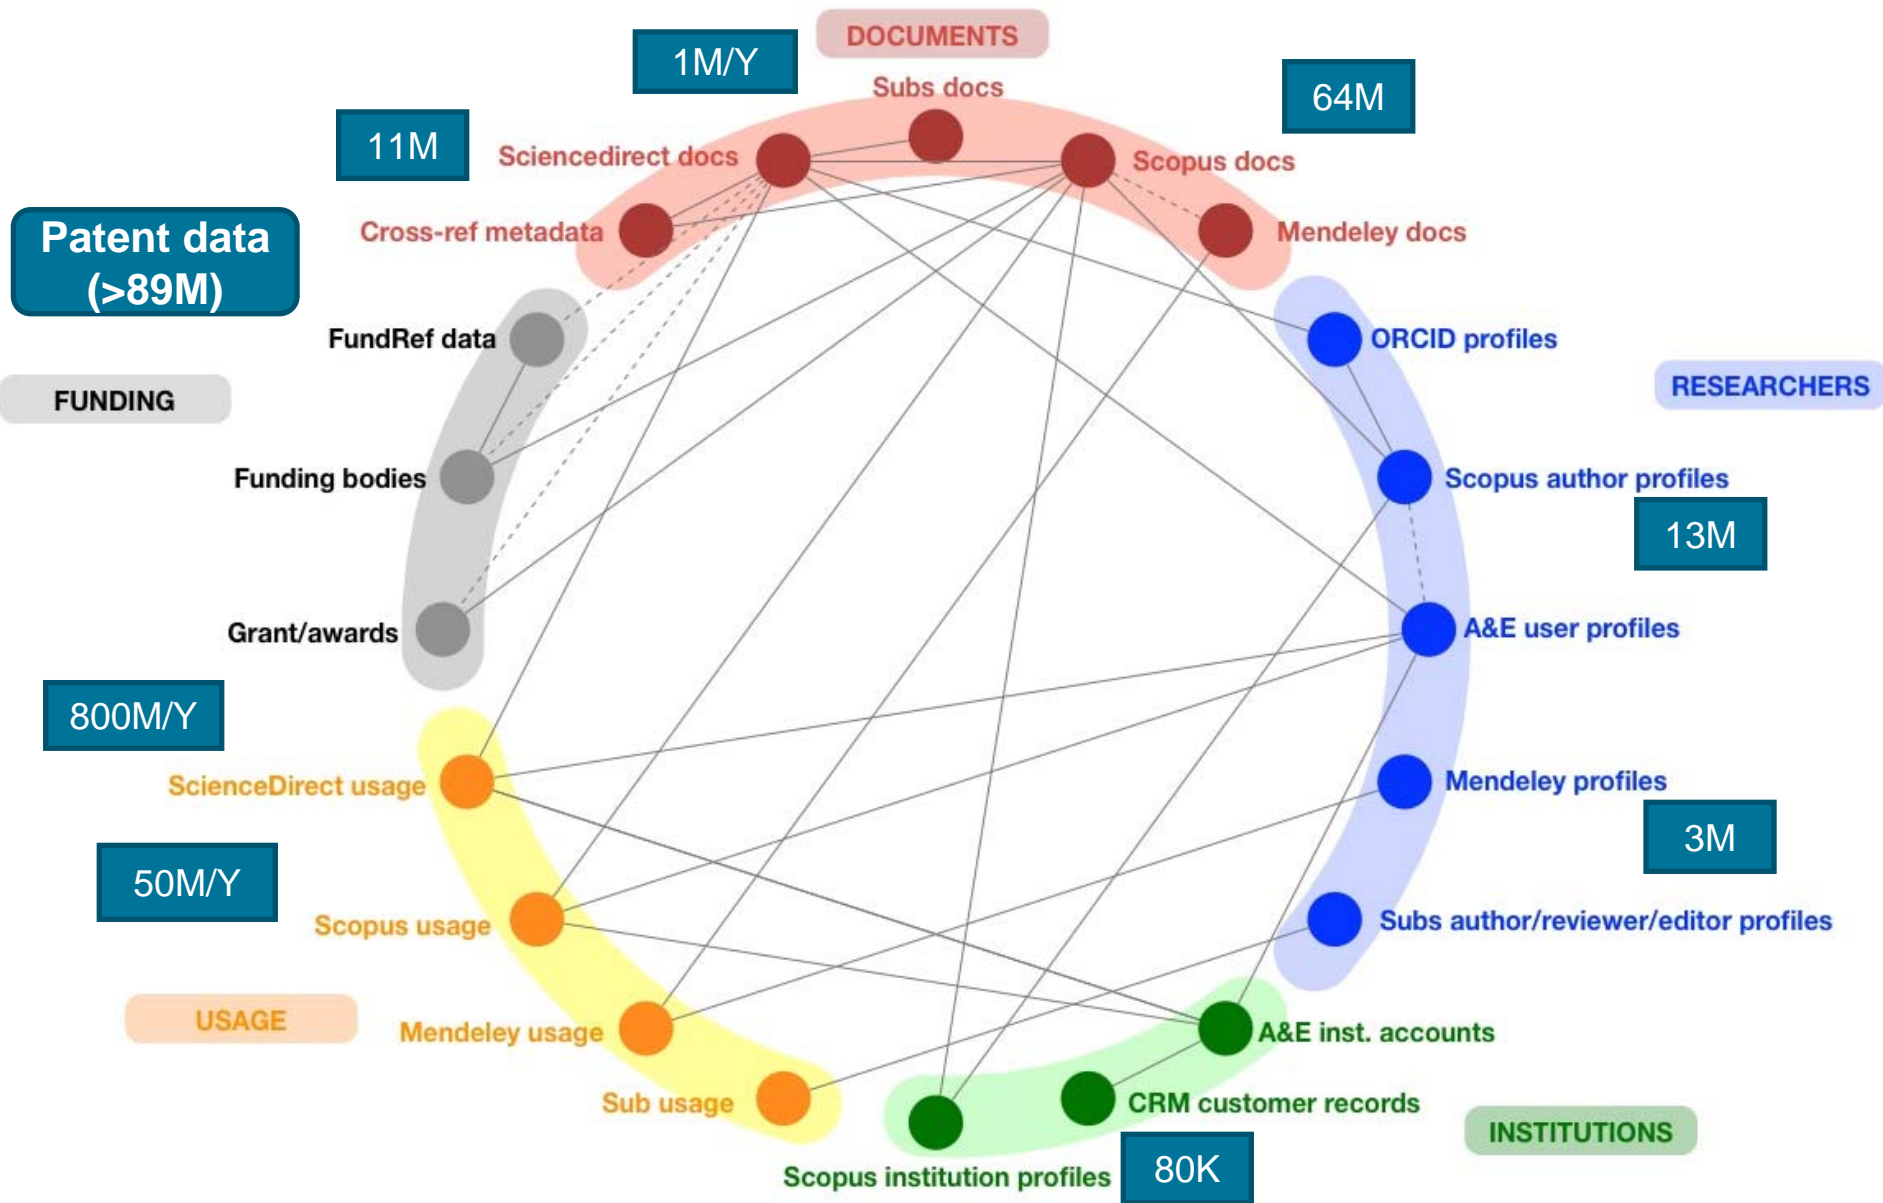 DOCUMENTS
1M/Y
Subs docs
64M
11M
Sciencedirect docs
Scopus docs
Patent data
(>89M)
Cross-ref metadata
Mendeley docs
FundRef data
ORCID profiles
FUNDING
RESEARCHERS
Funding bodies
Scopus author profiles
13M
Grant/awards
A&E user profiles
800M/Y
ScienceDirect usage
Mendeley profiles
3M
50M/Y
Scopus usage
Subs author/reviewer/editor profiles
USAGE
Mendeley usage
A&E inst. accounts
Sub usage
CRM customer records
INSTITUTIONS
Scopus institution profiles
80K